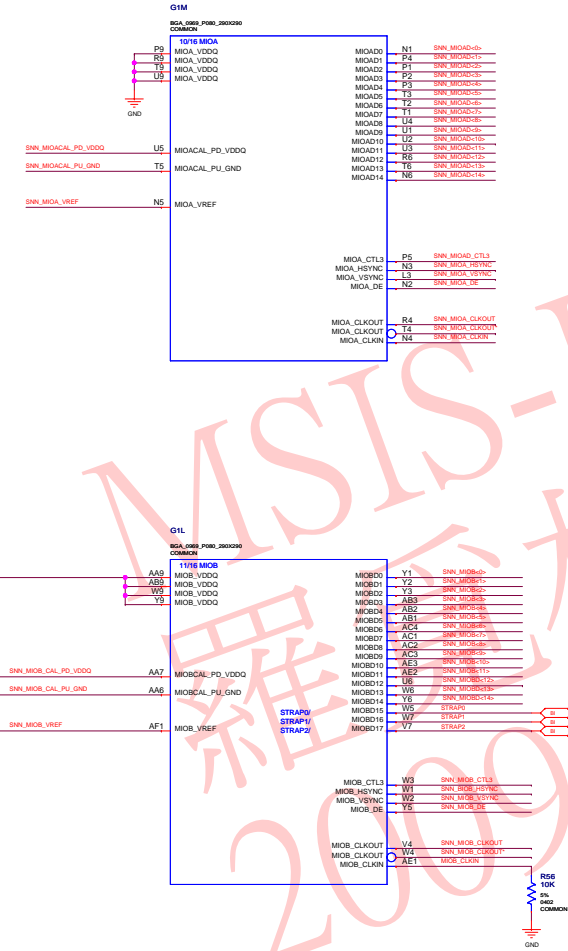 G1M
BGA_0969_P080_290X290
COMMON
10/16 MIOA
P9 MIOA_VDDQ
R9 MIOA_VDDQ
T9 MIOA_VDDQ
U9 MIOA_VDDQ
GND
SNN_MIOACAL_PD_VDDQ U5 MIOACAL_PD_VDDQ
SNN_MIOACAL_PU_GND T5 MIOACAL_PU_GND
SNN_MIOA_VREF N5 MIOA_VREF
MIOAD0 N1 SNN_MIOAD<0>
MIOAD1 P4 SNN_MIOAD<1>
MIOAD2 P1 SNN_MIOAD<2>
MIOAD3 P2 SNN_MIOAD<3>
MIOAD4 P3 SNN_MIOAD<4>
MIOAD5 T3 SNN_MIOAD<5>
MIOAD6 T2 SNN_MIOAD<6>
MIOAD7 T1 SNN_MIOAD<7>
MIOAD8 U4 SNN_MIOAD<8>
MIOAD9 U1 SNN_MIOAD<9>
MIOAD10 U2 SNN_MIOAD<10>
MIOAD11 U3 SNN_MIOAD<11>
MIOAD12 R6 SNN_MIOAD<12>
MIOAD13 T6 SNN_MIOAD<13>
MIOAD14 N6 SNN_MIOAD<14>
MIOA_CTL3 P5 SNN_MIOAD_CTL3
MIOA_HSYNC N3 SNN_MIOA_HSYNC
MIOA_VSYNC L3 SNN_MIOA_VSYNC
MIOA_DE N2 SNN_MIOA_DE
MIOA_CLKOUT R4 SNN_MIOA_CLKOUT
MIOA_CLKOUT T4 SNN_MIOA_CLKOUT*
MIOA_CLKIN N4 SNN_MIOA_CLKIN
MSIS-
羅
2009
G1L
BGA_0969_P080_290X290
COMMON
11/16 MIOB
AA9 MIOB_VDDQ
AB9 MIOB_VDDQ
W9 MIOB_VDDQ
Y9 MIOB_VDDQ
SNN_MIOB_CAL_PD_VDDQ AA7 MIOBCAL_PD_VDDQ
SNN_MIOB_CAL_PU_GND AA6 MIOBCAL_PU_GND
SNN_MIOB_VREF AF1 MIOB_VREF
MIOBD0 Y1 SNN_MIOB<0>
MIOBD1 Y2 SNN_MIOB<1>
MIOBD2 Y3 SNN_MIOB<2>
MIOBD3 AB3 SNN_MIOB<3>
MIOBD4 AB2 SNN_MIOB<4>
MIOBD5 AB1 SNN_MIOB<5>
MIOBD6 AC4 SNN_MIOB<6>
MIOBD7 AC1 SNN_MIOB<7>
MIOBD8 AC2 SNN_MIOB<8>
MIOBD9 AC3 SNN_MIOB<9>
MIOBD10 AE3 SNN_MIOB<10>
MIOBD11 AE2 SNN_MIOB<11>
MIOBD12 U6 SNN_MIOBD<12>
MIOBD13 W6 SNN_MIOBD<13>
MIOBD14 Y6 SNN_MIOBD<14>
STRAP0/ MIOBD15 W5 STRAP0 BI
STRAP1/ MIOBD16 W7 STRAP1 BI
STRAP2/ MIOBD17 V7 STRAP2 BI
MIOB_CTL3 W3 SNN_MIOB_CTL3
MIOB_HSYNC W1 SNN_BIOB_HSYNC
MIOB_VSYNC W2 SNN_MIOB_VSYNC
MIOB_DE Y5 SNN_MIOB_DE
MIOB_CLKOUT V4 SNN_MIOB_CLKOUT
MIOB_CLKOUT W4 SNN_MIOB_CLKOUT*
MIOB_CLKIN AE1 MIOB_CLKIN
R56
10K
5%
0402
COMMON
GND